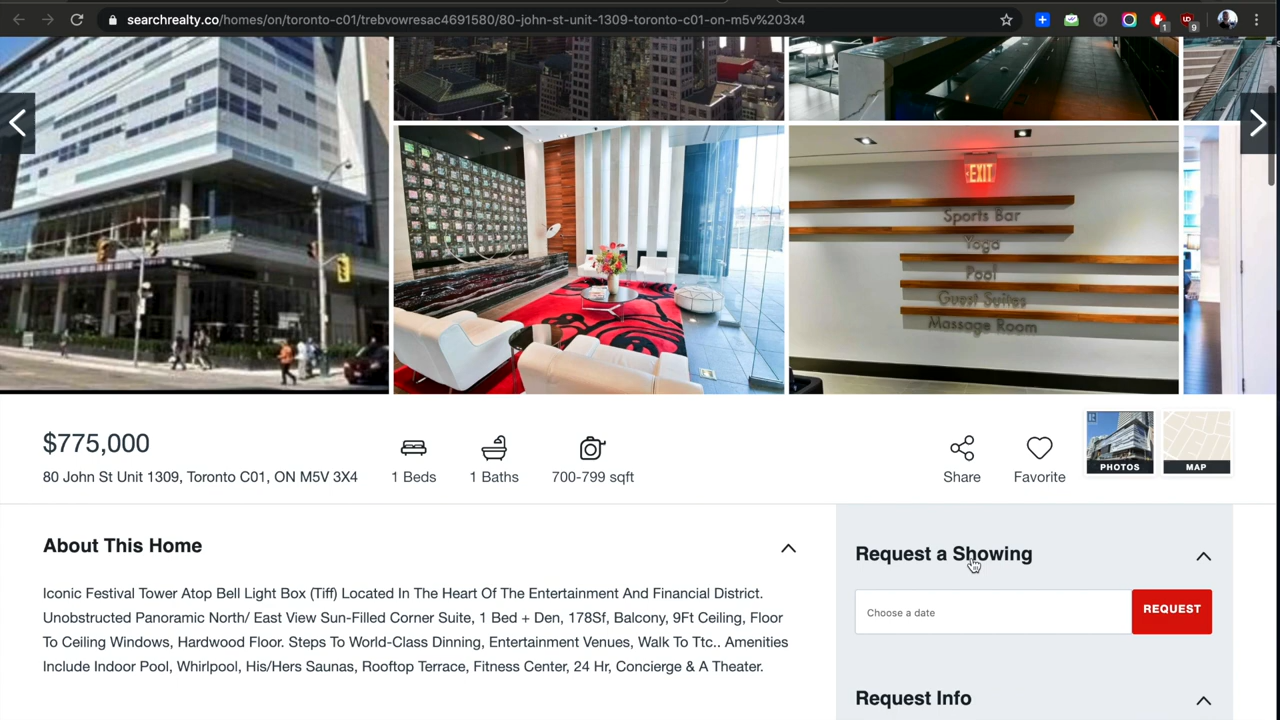 searchrealty.co/homes/on/toronto-c01/trebvowresac4691580/80-john-st-unit-1309-toronto-c01-on-m5v%203x4
1
9
EXIT
Sports Bar
Yoga
Pool
Guest Suites
Massage Room
$775,000
80 John St Unit 1309, Toronto C01, ON M5V 3X4
1 Beds
1 Baths
700-799 sqft
Share
Favorite
PHOTOS
MAP
About This Home
Iconic Festival Tower Atop Bell Light Box (Tiff) Located In The Heart Of The Entertainment And Financial District.
Unobstructed Panoramic North/ East View Sun-Filled Corner Suite, 1 Bed + Den, 178Sf, Balcony, 9Ft Ceiling, Floor
To Ceiling Windows, Hardwood Floor. Steps To World-Class Dinning, Entertainment Venues, Walk To Ttc.. Amenities
Include Indoor Pool, Whirlpool, His/Hers Saunas, Rooftop Terrace, Fitness Center, 24 Hr, Concierge & A Theater.
Request a Showing
Choose a date
REQUEST
Request Info